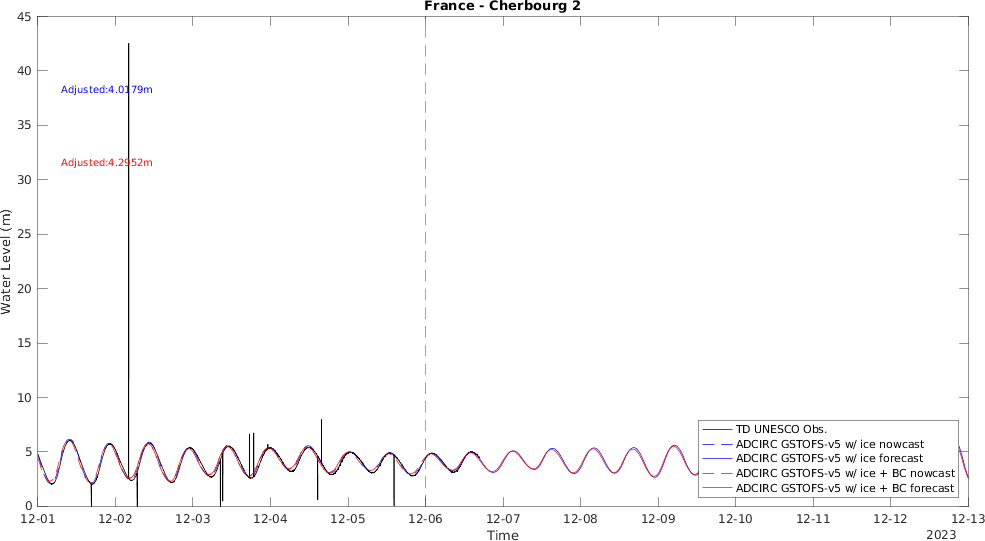 France - Cherbourg 2
45
40
35
30
25
20
15
10
5
0
Water Level (m)
Adjusted:4.0179m
Adjusted:4.2952m
TD UNESCO Obs.
ADCIRC GSTOFS-v5 w/ ice nowcast
ADCIRC GSTOFS-v5 w/ ice forecast
ADCIRC GSTOFS-v5 w/ ice + BC nowcast
ADCIRC GSTOFS-v5 w/ ice + BC forecast
12-01 12-02 12-03 12-04 12-05 12-06 12-07 12-08 12-09 12-10 12-11 12-12 12-13
Time
2023